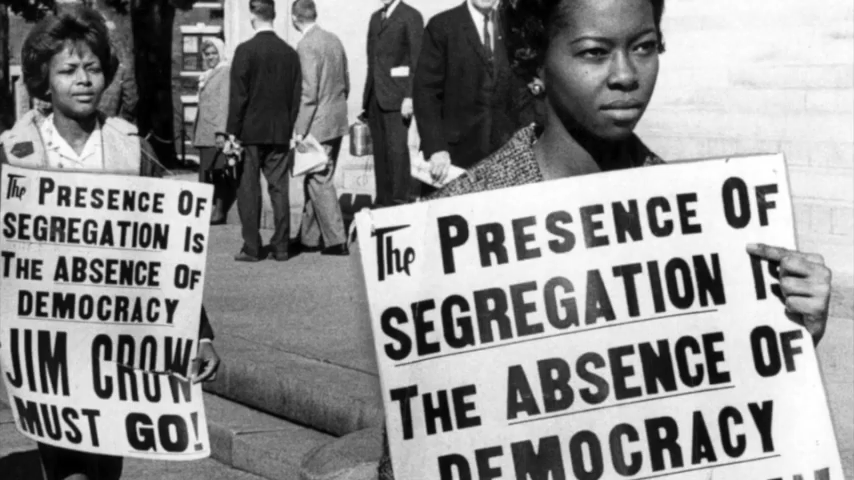 The PRESENCE OF
SEGREGATION IS
THE ABSENCE OF
DEMOCRACY
JIM CROW
MUST GO!
The PRESENCE OF
SEGREGATION IS
THE ABSENCE OF
DEMOCRACY